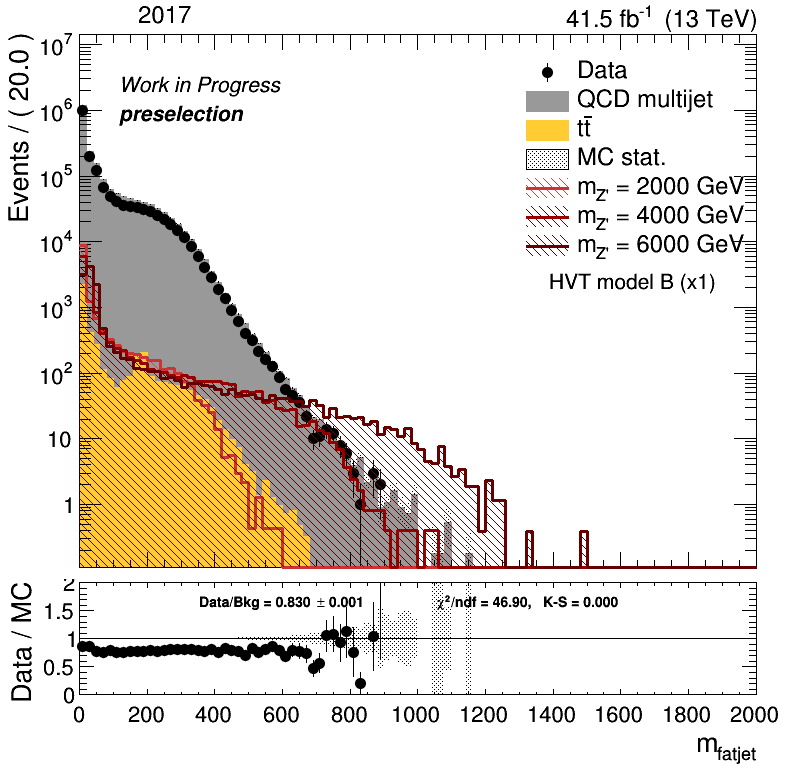 2017
41.5 fb⁻¹ (13 TeV)
Events / ( 20.0 )
10⁷
10⁶
10⁵
10⁴
10³
10²
10
1
Work in Progress
preselection
Data
QCD multijet
tt̄
MC stat.
m_Z' = 2000 GeV
m_Z' = 4000 GeV
m_Z' = 6000 GeV
HVT model B (x1)
Data / MC
2
1.5
1
0.5
0
Data/Bkg = 0.830 ± 0.001
χ²/ndf = 46.90, K-S = 0.000
0 200 400 600 800 1000 1200 1400 1600 1800 2000
m_fatjet